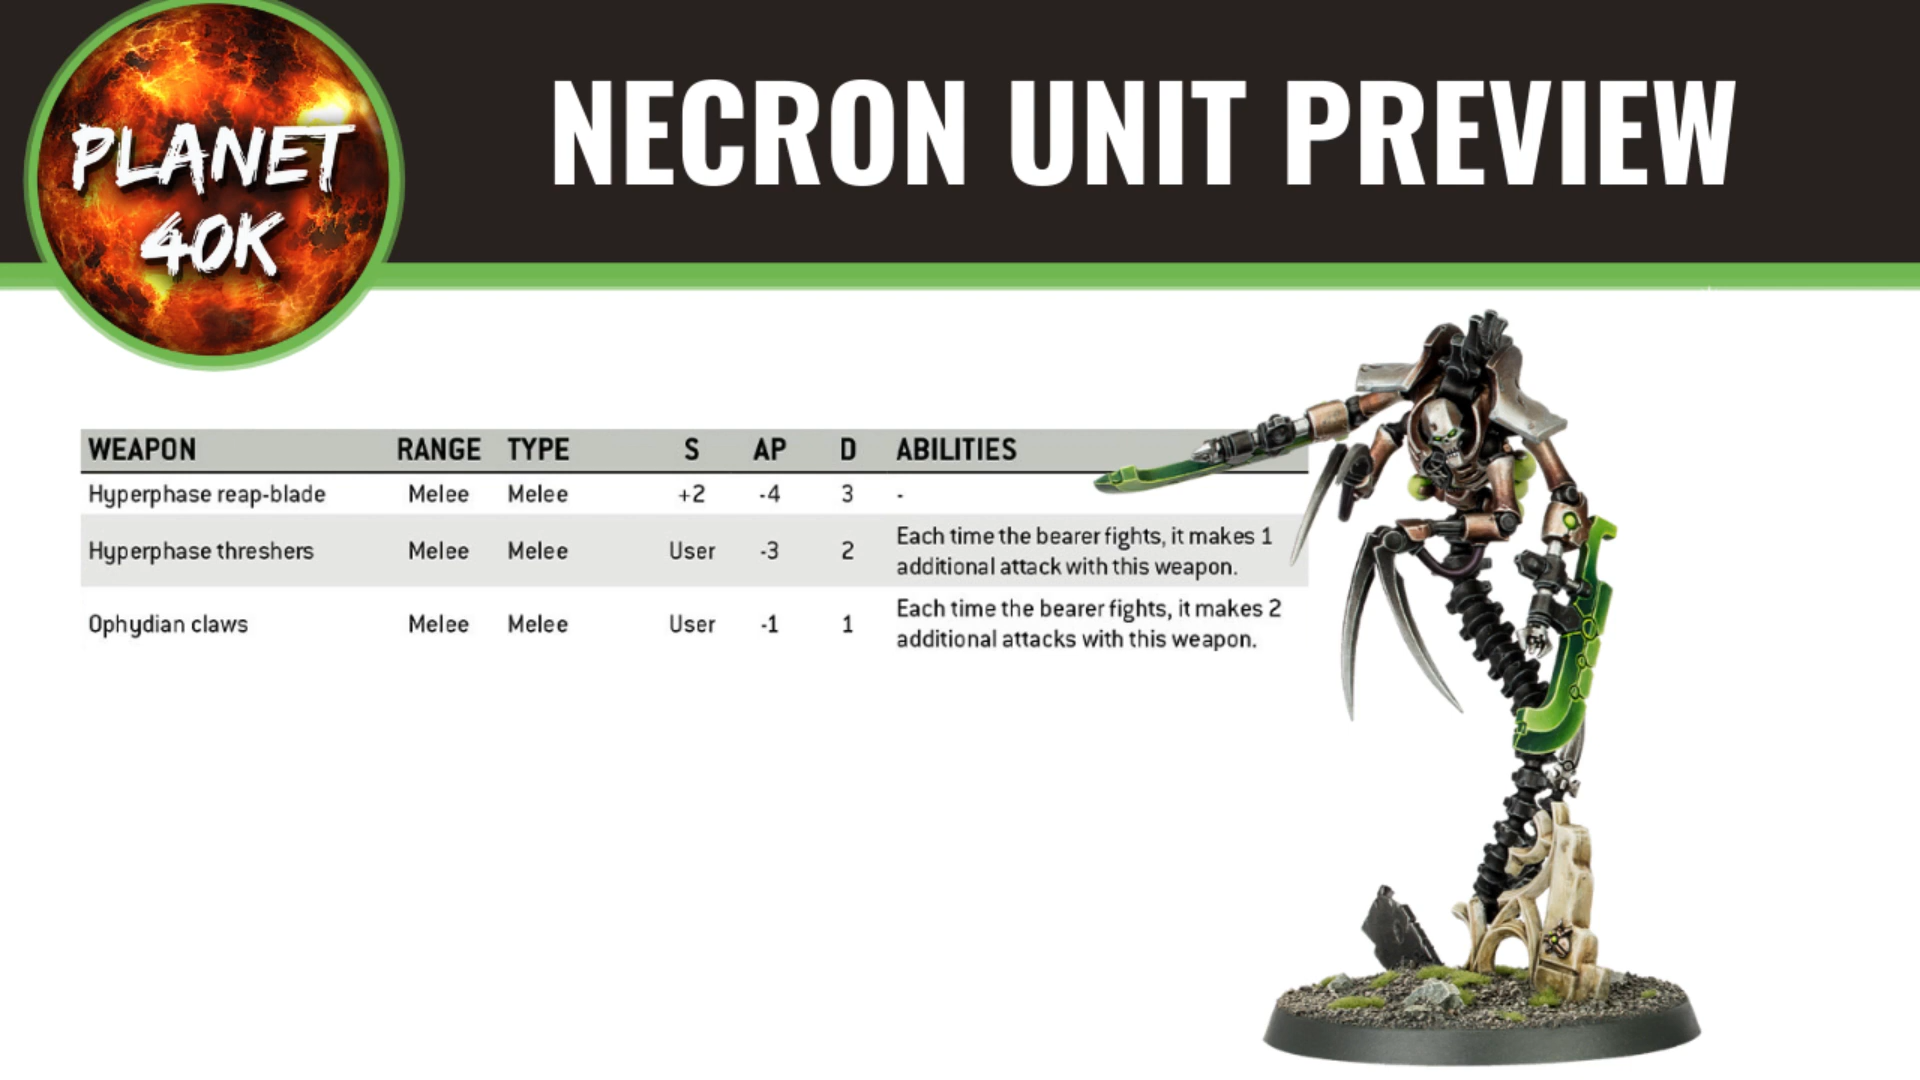 PLANET
40K
NECRON UNIT PREVIEW
WEAPON RANGE TYPE S AP D ABILITIES
Hyperphase reap-blade Melee Melee +2 -4 3 -
Hyperphase threshers Melee Melee User -3 2 Each time the bearer fights, it makes 1
additional attack with this weapon.
Ophydian claws Melee Melee User -1 1 Each time the bearer fights, it makes 2
additional attacks with this weapon.